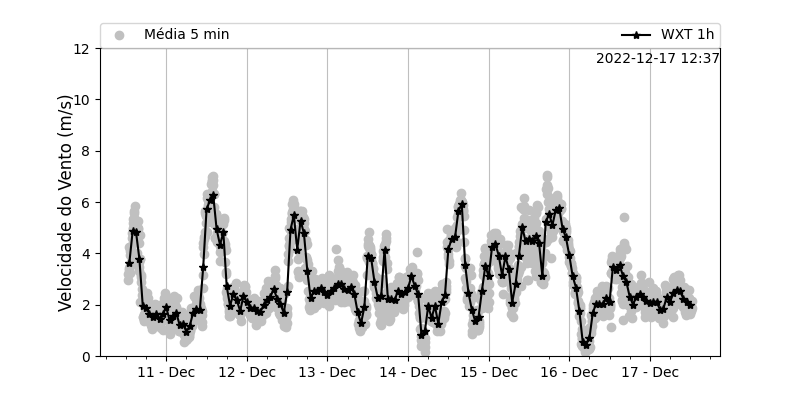 Média 5 min
WXT 1h
2022-12-17 12:37
Velocidade do Vento (m/s)
12
10
8
6
4
2
0
11 - Dec
12 - Dec
13 - Dec
14 - Dec
15 - Dec
16 - Dec
17 - Dec